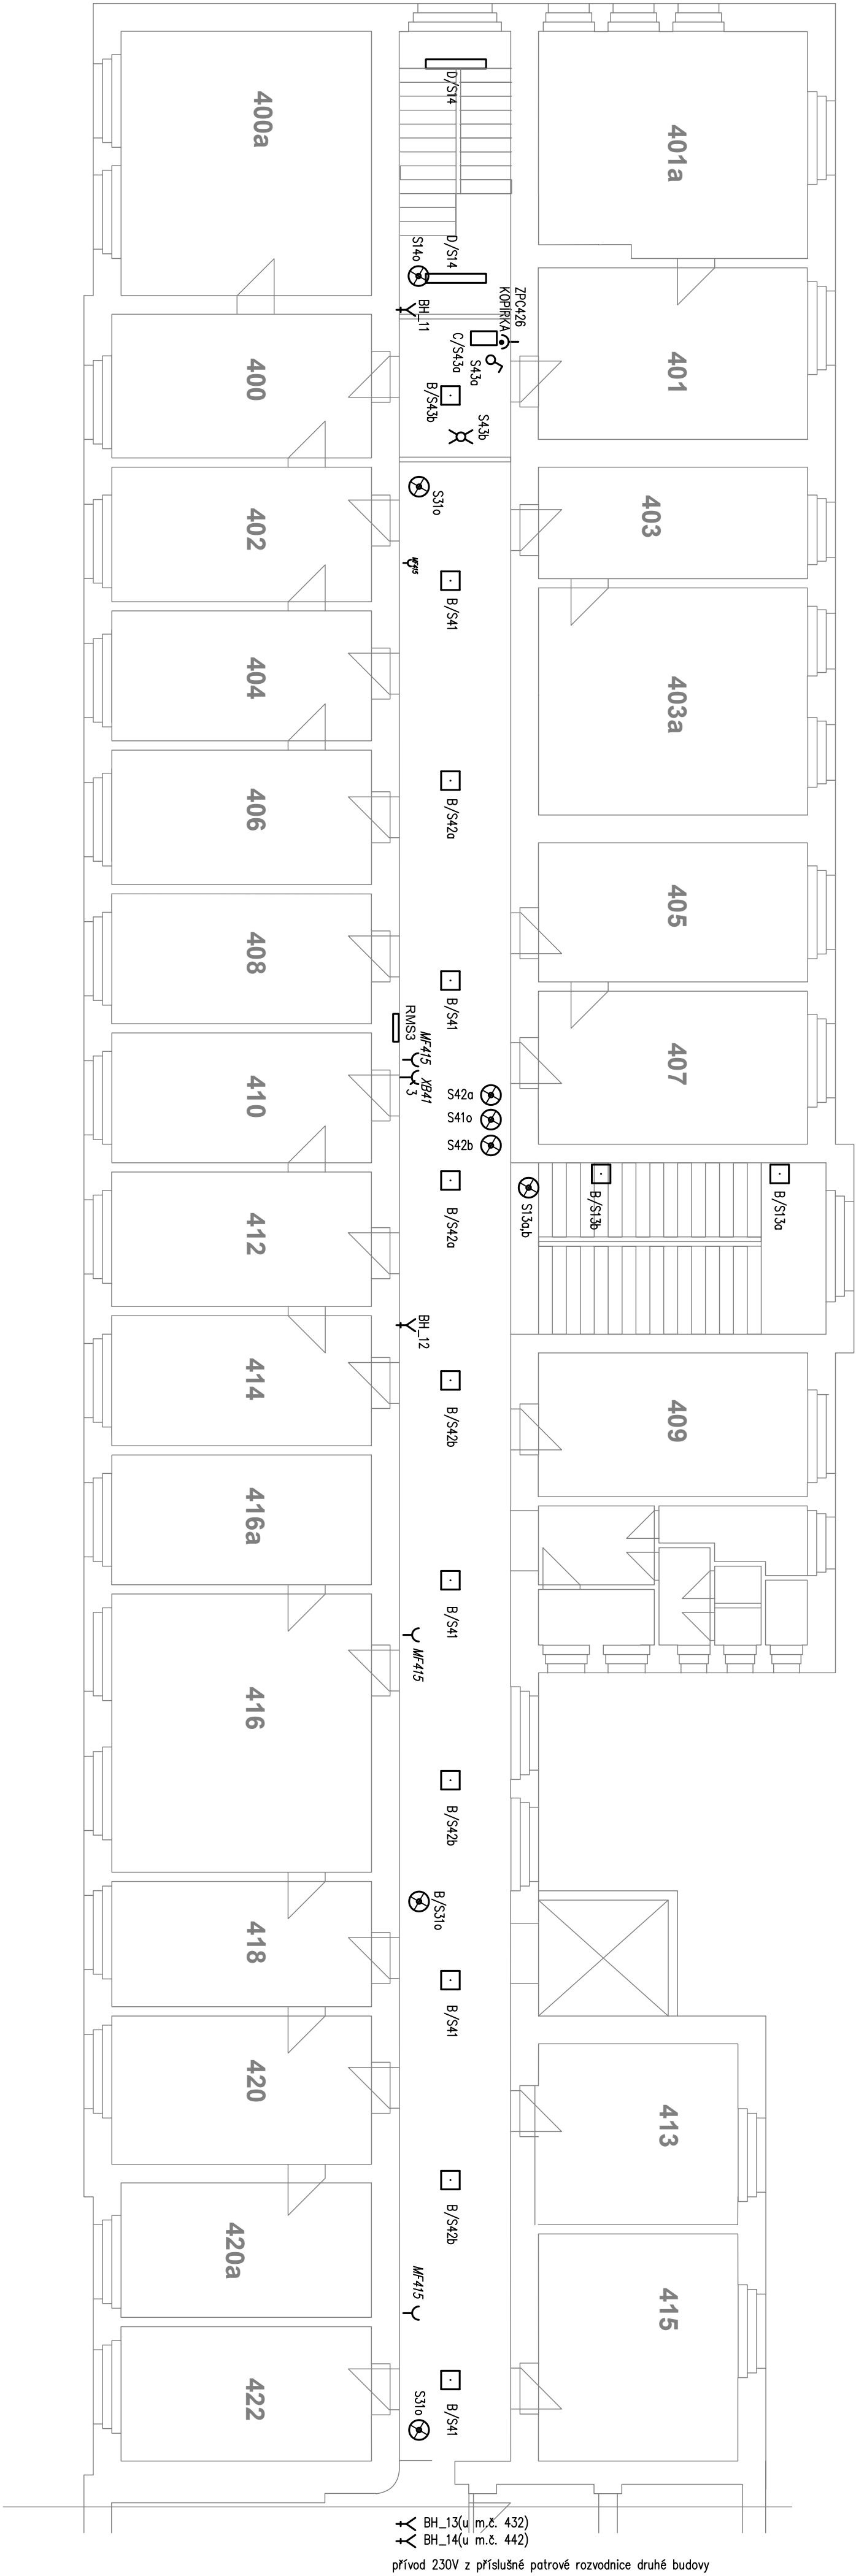 D/S14
400a
401a
S14o
D/S14
BH_11
ZPC426
KOPÍRKA
C/S43a
S43a
B/S43b
S43b
400
401
S31o
402
403
MF415
B/S41
404
403a
B/S42a
406
405
408
B/S41
RMS3
MF415
XB41
3
407
410
S42a
S41o
S42b
B/S42a
S13a,b
B/S13b
B/S13a
412
BH_12
414
B/S42b
409
416a
B/S41
MF415
416
B/S42b
B/S31o
418
B/S41
420
413
B/S42b
420a
MF415
415
S31o
B/S41
422
BH_13(u m.č. 432)
BH_14(u m.č. 442)
přívod 230V z příslušné patrové rozvodnice druhé budovy